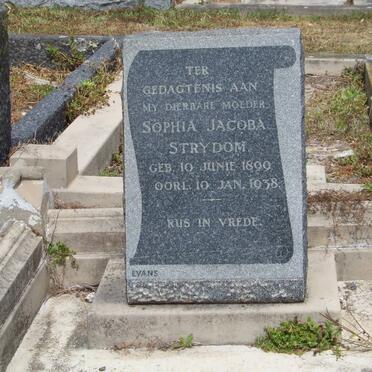 TER
GEDAGTENIS AAN
MY DIERBARE MOEDER
SOPHIA JACOBA
STRYDOM.
GEB. 10 JUNIE 1890
OORL. 10 JAN. 1958.
RUS IN VREDE.
EVANS